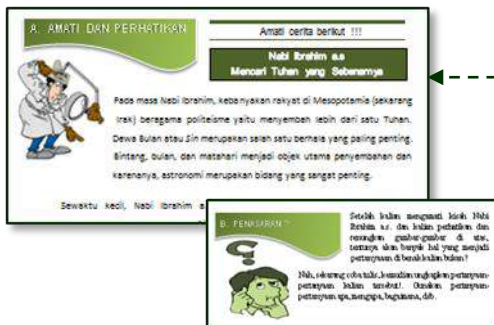 A. AMATI DAN PERHATIKAN
Amati cerita berikut !!!
Nabi Ibrahim a.s
Mencari Tuhan yang Sebenarnya
Pada masa Nabi Ibrahim, kebanyakan rakyat di Mesopotamia (sekarang
Irak) beragama politeisme yaitu menyembah lebih dari satu Tuhan.
Dewa Bulan atau Sin merupakan salah satu berhala yang paling penting.
Bintang, bulan, dan matahari menjadi objek utama penyembahan dan
karenanya, astronomi merupakan bidang yang sangat penting.
Sewaktu kecil, Nabi Ibrahim a
B. PENASARAN ?
Setelah kalian mengamati kisah Nabi
Ibrahim a.s. dan kalian perhatikan dan
renungkan gambar-gambar di atas,
tentunya akan banyak hal yang menjadi
pertanyaan di benak kalian bukan?
Nah, sekarang coba tulis, kemudian ungkapkan pertanyaan-
pertanyaan kalian tersebut!. Gunakan pertanyaan-
pertanyaan apa, mengapa, bagaimana, dsb.